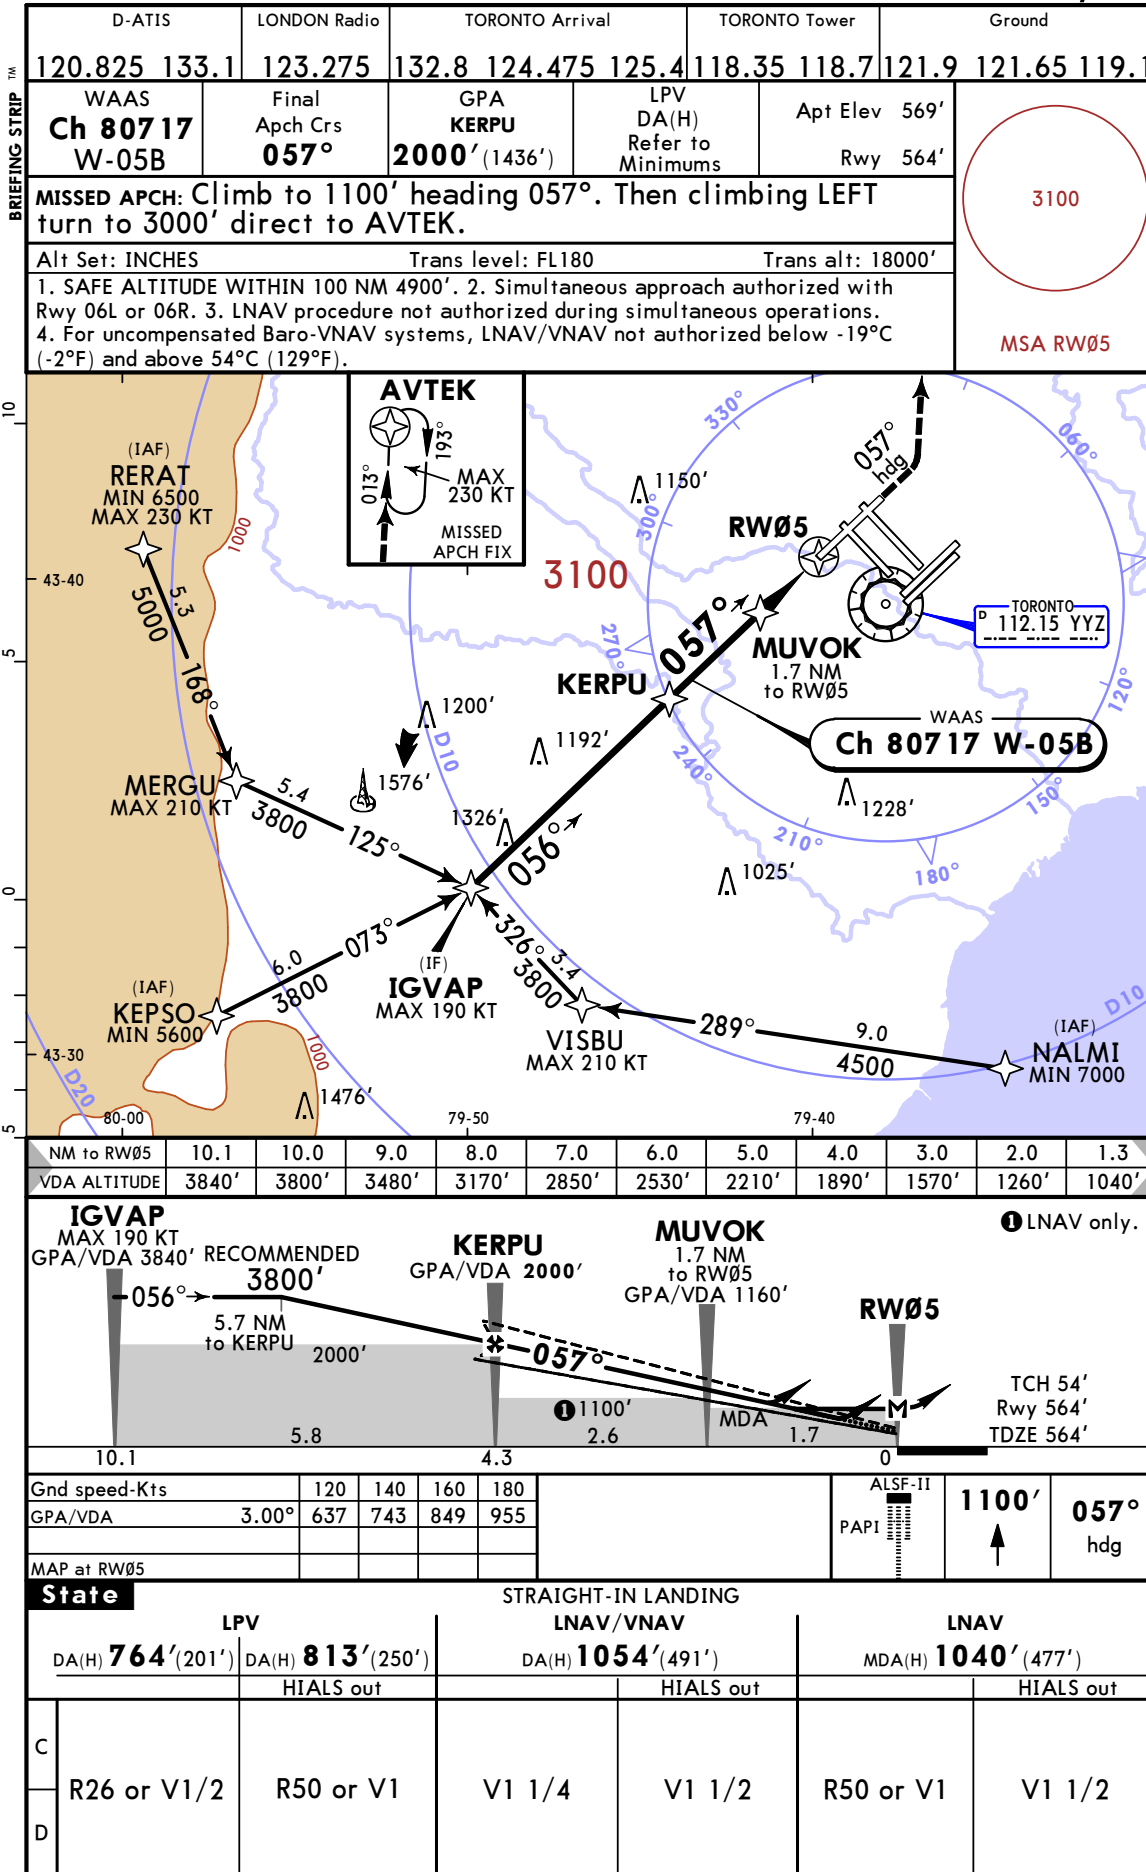 D-ATIS LONDON Radio TORONTO Arrival TORONTO Tower Ground
120.825 133.1 123.275 132.8 124.475 125.4 118.35 118.7 121.9 121.65 119.1
BRIEFING STRIP TM
WAAS
Ch 80717
W-05B
Final
Apch Crs
057°
GPA
KERPU
2000'(1436')
LPV
DA(H)
Refer to
Minimums
Apt Elev 569'
Rwy 564'
3100
MSA RWØ5
MISSED APCH: Climb to 1100' heading 057°. Then climbing LEFT
turn to 3000' direct to AVTEK.
Alt Set: INCHES Trans level: FL180 Trans alt: 18000'
1. SAFE ALTITUDE WITHIN 100 NM 4900'. 2. Simultaneous approach authorized with
Rwy 06L or 06R. 3. LNAV procedure not authorized during simultaneous operations.
4. For uncompensated Baro-VNAV systems, LNAV/VNAV not authorized below -19°C
(-2°F) and above 54°C (129°F).
10
5
0
5
43-40
43-30
80-00
79-50
79-40
(IAF)
RERAT
MIN 6500
MAX 230 KT
1000
5.3
5000
168°
AVTEK
013°
193°
MAX
230 KT
MISSED
APCH FIX
3100
1150'
330°
300°
270°
240°
210°
180°
150°
120°
060°
057°
hdg
RWØ5
TORONTO
D 112.15 YYZ
057°
MUVOK
1.7 NM
to RWØ5
KERPU
WAAS
Ch 80717 W-05B
1200'
D10
1192'
1576'
1228'
1326'
1025'
MERGU
MAX 210 KT
5.4
3800
125°
056°
073°
6.0
3800
(IF)
IGVAP
MAX 190 KT
326°
3.4
3800
VISBU
MAX 210 KT
289°
9.0
4500
D10
(IAF)
NALMI
MIN 7000
(IAF)
KEPSO
MIN 5600
1000
D20
1476'
NM to RWØ5 10.1 10.0 9.0 8.0 7.0 6.0 5.0 4.0 3.0 2.0 1.3
VDA ALTITUDE 3840' 3800' 3480' 3170' 2850' 2530' 2210' 1890' 1570' 1260' 1040'
IGVAP
MAX 190 KT
GPA/VDA 3840'
RECOMMENDED
3800'
056°
5.7 NM
to KERPU
2000'
KERPU
GPA/VDA 2000'
MUVOK
1.7 NM
to RWØ5
GPA/VDA 1160'
1 LNAV only.
RWØ5
057°
1 1100'
MDA
M
TCH 54'
Rwy 564'
TDZE 564'
5.8 2.6 1.7
10.1 4.3 0
Gnd speed-Kts 120 140 160 180
GPA/VDA 3.00° 637 743 849 955
MAP at RWØ5
ALSF-II
PAPI
1100'
057°
hdg
State STRAIGHT-IN LANDING
LPV LNAV/VNAV LNAV
DA(H) 764'(201') DA(H) 813'(250') DA(H) 1054'(491') MDA(H) 1040'(477')
HIALS out HIALS out HIALS out
C
R26 or V1/2 R50 or V1 V1 1/4 V1 1/2 R50 or V1 V1 1/2
D